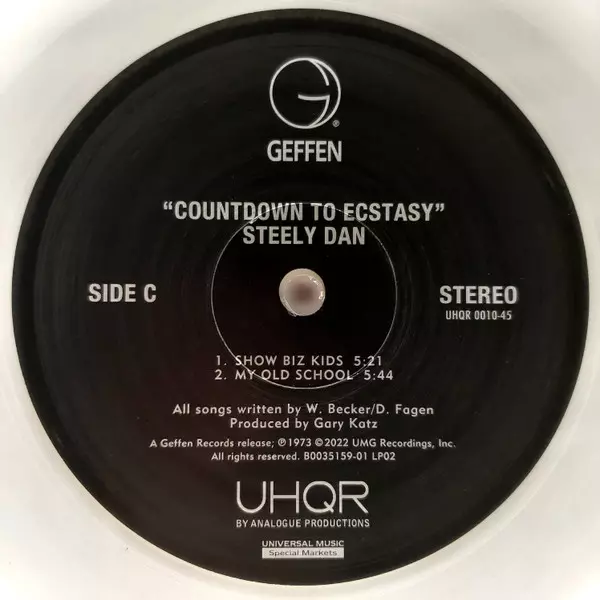 G®
GEFFEN
"COUNTDOWN TO ECSTASY"
STEELY DAN
SIDE C
STEREO
UHQR 0010-45
1. SHOW BIZ KIDS 5:21
2. MY OLD SCHOOL 5:44
All songs written by W. Becker/D. Fagen
Produced by Gary Katz
A Geffen Records release; ℗1973 ©2022 UMG Recordings, Inc.
All rights reserved. B0035159-01 LP02
UHQR
BY ANALOGUE PRODUCTIONS
UNIVERSAL MUSIC
Special Markets